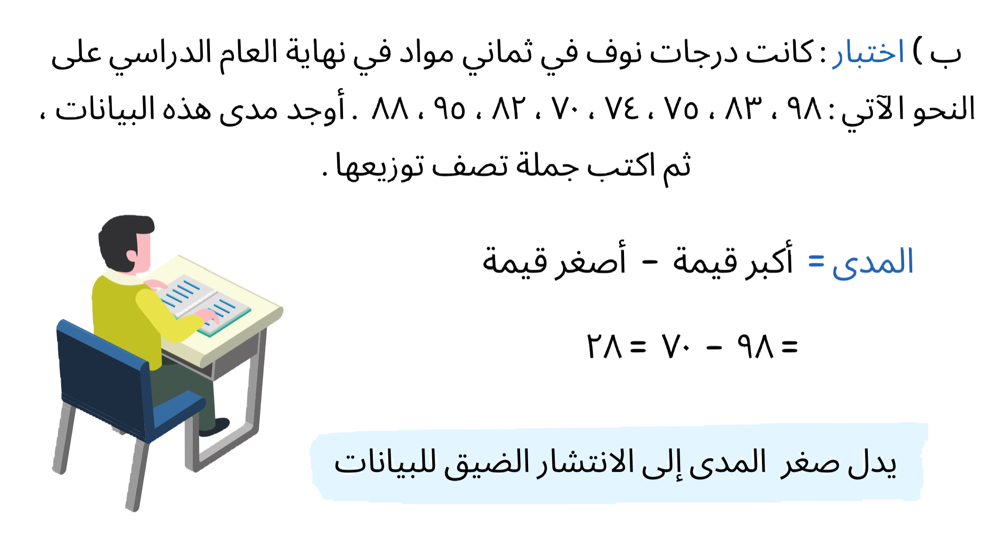 ب ) اختبار : كانت درجات نوف في ثماني مواد في نهاية العام الدراسي على
النحو الآتي : ٩٨ ، ٨٣ ، ٧٥ ، ٧٤ ، ٧٠ ، ٨٢ ، ٩٥ ، ٨٨ . أوجد مدى هذه البيانات ،
ثم اكتب جملة تصف توزيعها .
المدى = أكبر قيمة - أصغر قيمة
= ٩٨ - ٧٠ = ٢٨
يدل صغر المدى إلى الانتشار الضيق للبيانات